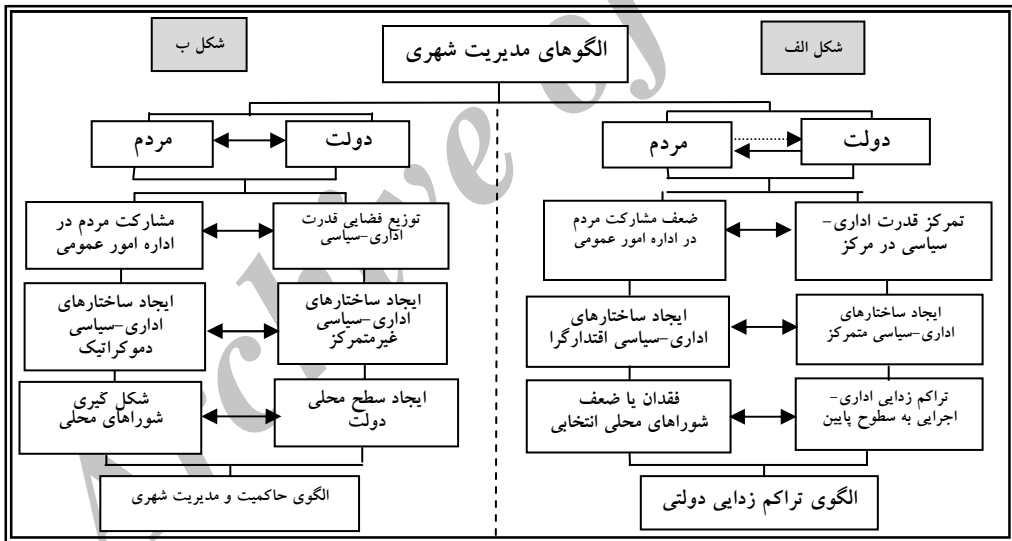 شکل الف
الگوهای مدیریت شهری
شکل ب
دولت
مردم
دولت
مردم
تمرکز قدرت اداری-
سیاسی در مرکز
ضعف مشارکت مردم
در اداره امور عمومی
توزیع فضایی قدرت
اداری-سیاسی
مشارکت مردم در
اداره امور عمومی
ایجاد ساختارهای
اداری-سیاسی متمرکز
ایجاد ساختارهای
اداری-سیاسی اقتدارگرا
ایجاد ساختارهای
اداری-سیاسی
غیرمتمرکز
ایجاد ساختارهای
اداری-سیاسی
دموکراتیک
تراکم زدایی اداری-
اجرایی به سطوح پایین
فقدان یا ضعف
شوراهای محلی انتخابی
ایجاد سطح محلی
دولت
شکل گیری
شوراهای محلی
الگوی تراکم زدایی دولتی
الگوی حاکمیت و مدیریت شهری
Archive of